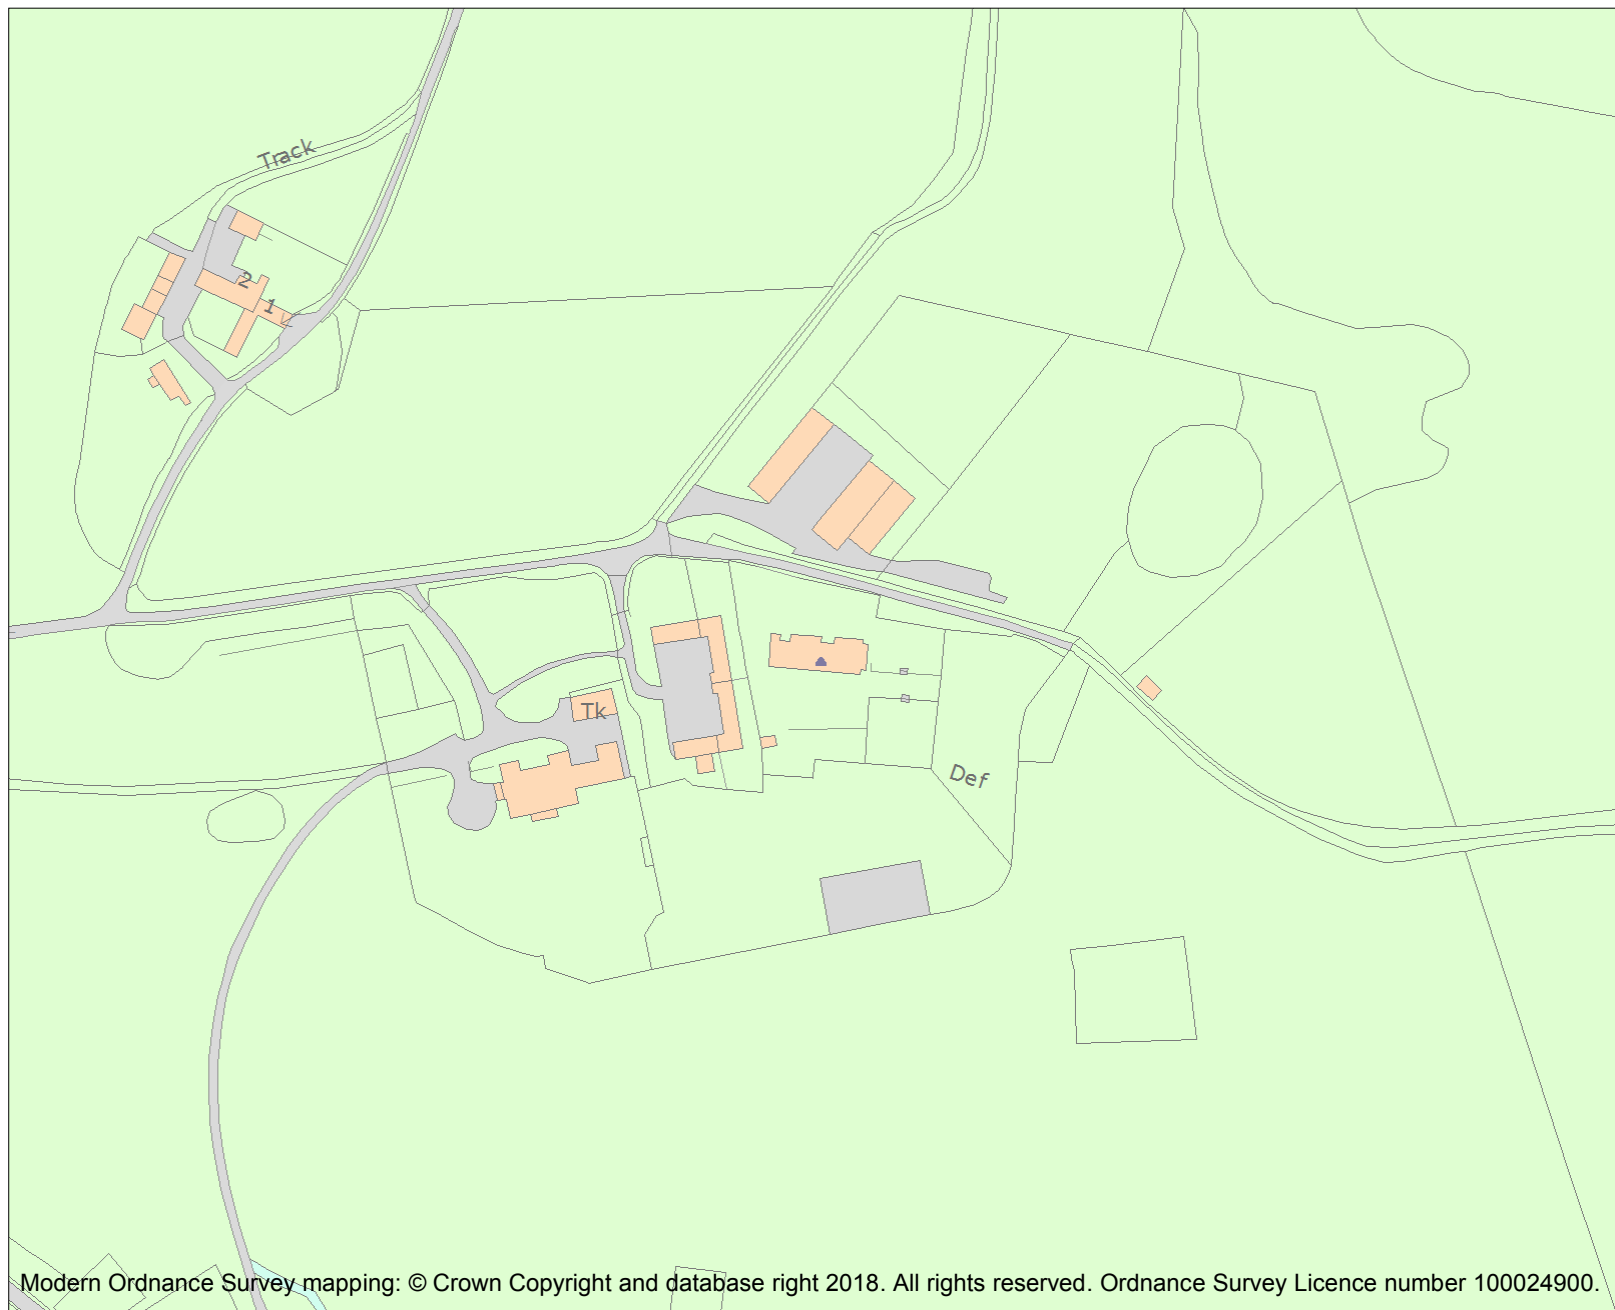 Track
2
1
Tk
Def
Modern Ordnance Survey mapping: © Crown Copyright and database right 2018. All rights reserved. Ordnance Survey Licence number 100024900.